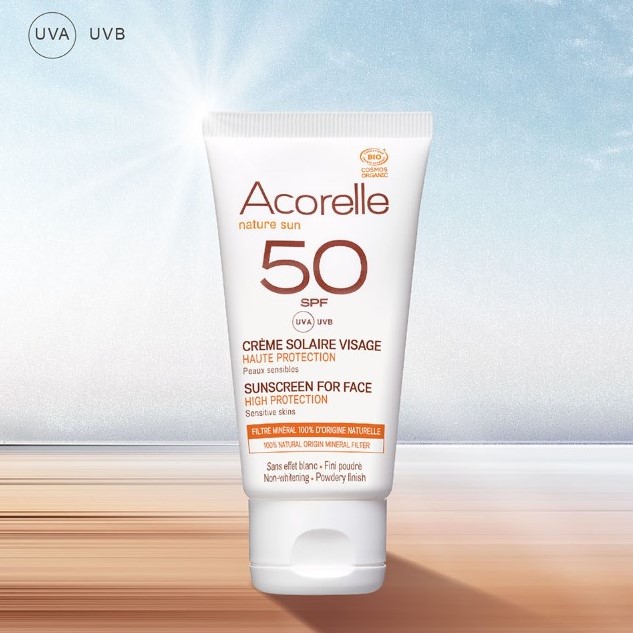 UVA UVB
BIO
COSMOS
ORGANIC
Acorelle
nature sun
50
SPF
UVA UVB
CRÈME SOLAIRE VISAGE
HAUTE PROTECTION
Peaux sensibles
SUNSCREEN FOR FACE
HIGH PROTECTION
Sensitive skins
FILTRE MINÉRAL 100% D'ORIGINE NATURELLE
100% NATURAL ORIGIN MINERAL FILTER
Sans effet blanc • Fini poudré
Non-whitening • Powdery finish